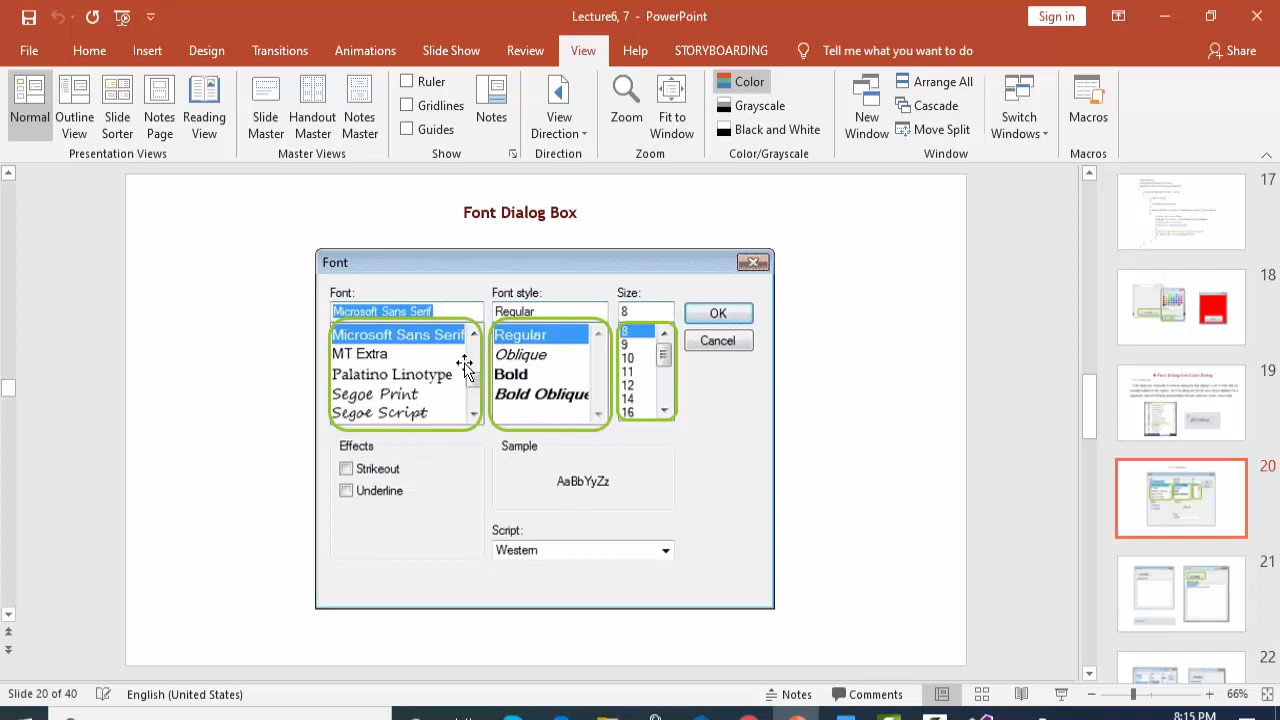 Lecture6, 7 - PowerPoint
Sign in
File Home Insert Design Transitions Animations Slide Show Review View Help STORYBOARDING Tell me what you want to do Share
Normal
Outline View
Slide Sorter
Notes Page
Reading View
Presentation Views
Slide Master
Handout Master
Notes Master
Master Views
Ruler
Gridlines
Guides
Notes
Show
View Direction
Direction
Zoom
Fit to Window
Zoom
Color
Grayscale
Black and White
Color/Grayscale
New Window
Arrange All
Cascade
Move Split
Switch Windows
Window
Macros
Macros
Font Dialog Box
Font
Font: Font style: Size:
Microsoft Sans Serif Regular 8 OK
Microsoft Sans Serif
MT Extra
Palatino Linotype
Segoe Print
Segoe Script
Regular
Oblique
Bold
Bold Oblique
8
9
10
11
12
14
16
Cancel
Effects
Strikeout
Underline
Sample
AaBbYyZz
Script:
Western
17
18
19
Font Dialog and Color Dialog
20
21
22
Slide 20 of 40 English (United States) Notes Comments 66%
8:15 PM